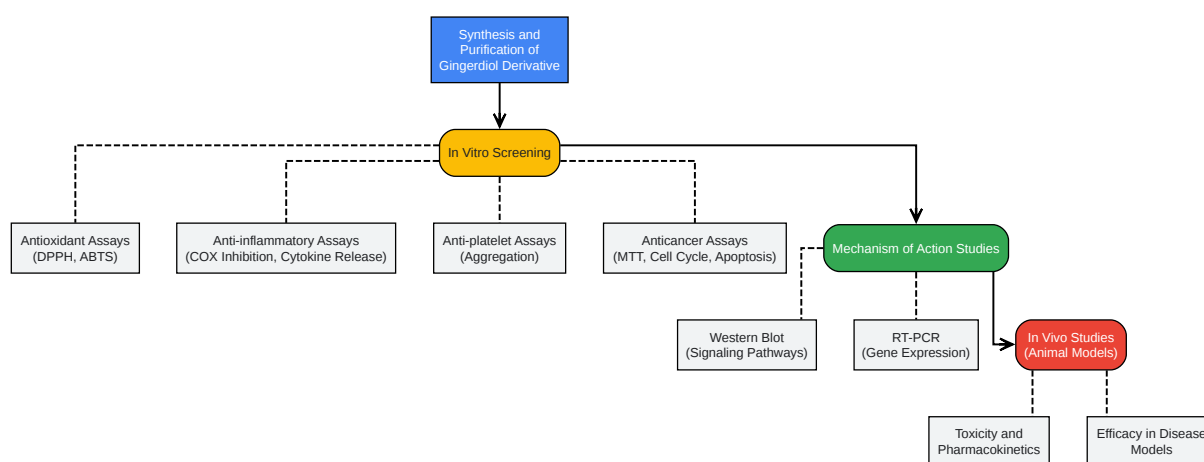 Synthesis and
Purification of
Gingerdiol Derivative
In Vitro Screening
Antioxidant Assays
(DPPH, ABTS)
Anti-inflammatory Assays
(COX Inhibition, Cytokine Release)
Anti-platelet Assays
(Aggregation)
Anticancer Assays
(MTT, Cell Cycle, Apoptosis)
Mechanism of Action Studies
Western Blot
(Signaling Pathways)
RT-PCR
(Gene Expression)
In Vivo Studies
(Animal Models)
Toxicity and
Pharmacokinetics
Efficacy in Disease
Models